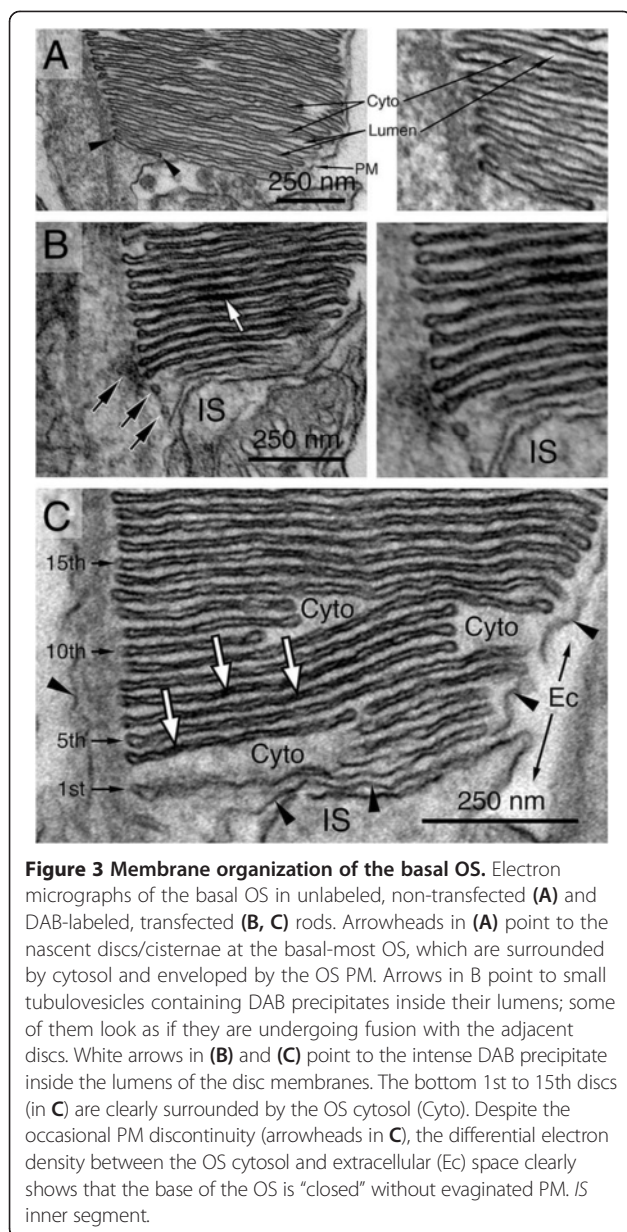 A
Cyto
Lumen
PM
250 nm
B
IS
250 nm
IS
C
15th
Cyto
Cyto
10th
Ec
5th
Cyto
1st
IS
250 nm
Figure 3 Membrane organization of the basal OS. Electron
micrographs of the basal OS in unlabeled, non-transfected (A) and
DAB-labeled, transfected (B, C) rods. Arrowheads in (A) point to the
nascent discs/cisternae at the basal-most OS, which are surrounded
by cytosol and enveloped by the OS PM. Arrows in B point to small
tubulovesicles containing DAB precipitates inside their lumens; some
of them look as if they are undergoing fusion with the adjacent
discs. White arrows in (B) and (C) point to the intense DAB precipitate
inside the lumens of the disc membranes. The bottom 1st to 15th discs
(in C) are clearly surrounded by the OS cytosol (Cyto). Despite the
occasional PM discontinuity (arrowheads in C), the differential electron
density between the OS cytosol and extracellular (Ec) space clearly
shows that the base of the OS is “closed” without evaginated PM. IS
inner segment.